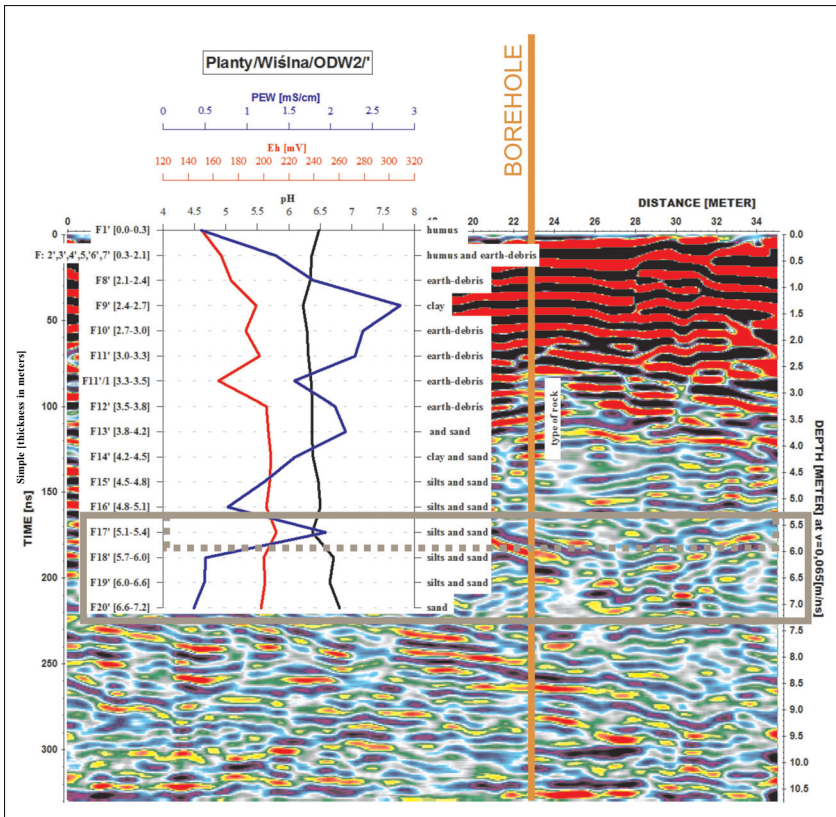 Planty/Wiślna/ODW2/'
BOREHOLE
PEW [mS/cm]
0 0.5 1 1.5 2 2.5 3
Eh [mV]
120 140 160 180 200 220 240 260 280 300 320
pH
4 5 5.5 6 6.5 7 7.5 8
DISTANCE [METER]
0 20 22 24 26 28 30 32 34
Simple [thickness in meters]
TIME [ns]
0
50
100
150
200
250
300
F1' [0.0-0.3] humus
F: 2',3',4',5,'6',7' [0.3-2.1] humus and earth-debris
F8' [2.1-2.4] earth-debris
F9' [2.4-2.7] clay
F10' [2.7-3.0] earth-debris
F11' [3.0-3.3] earth-debris
F11'/1 [3.3-3.5] earth-debris
F12' [3.5-3.8] earth-debris
F13' [3.8-4.2] and sand
F14' [4.2-4.5] clay and sand
F15' [4.5-4.8] silts and sand
F16' [4.8-5.1] silts and sand
F17' [5.1-5.4] silts and sand
F18' [5.7-6.0] silts and sand
F19' [6.0-6.6] silts and sand
F20' [6.6-7.2] sand
type of rock
0.0
0.5
1.0
1.5
2.0
2.5
3.0
3.5
4.0
4.5
5.0
5.5
6.0
6.5
7.0
7.5
8.0
8.5
9.0
9.5
10.0
10.5
DEPTH [METER] at v=0,065[m/ns]